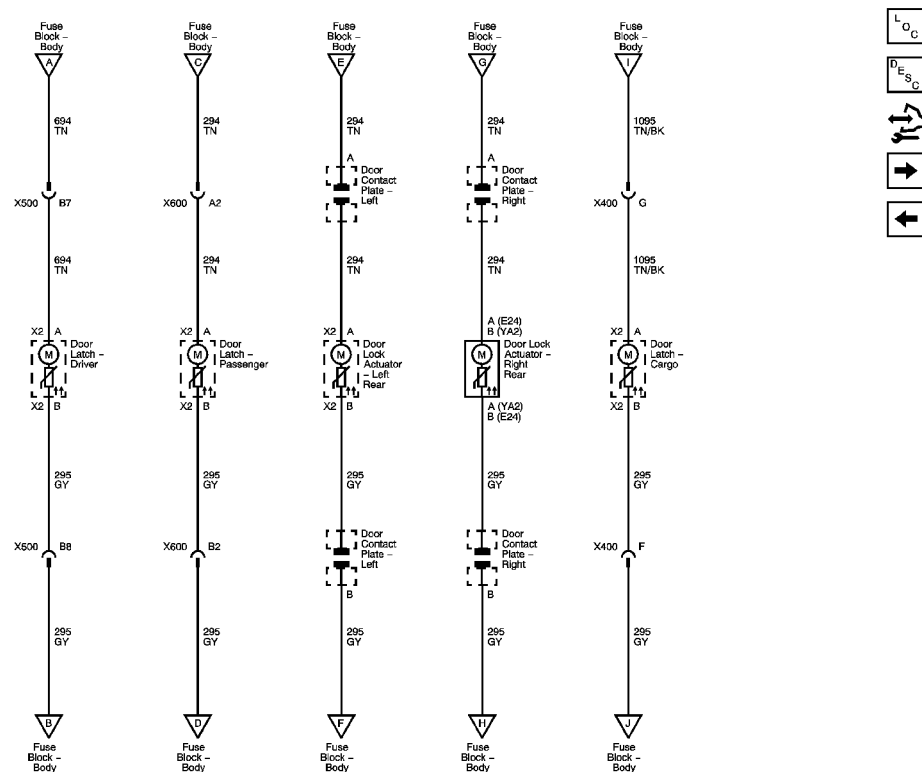 Fuse
Block –
Body
Fuse
Block –
Body
Fuse
Block –
Body
Fuse
Block –
Body
Fuse
Block –
Body
A
C
E
G
I
694
TN
294
TN
294
TN
294
TN
1095
TN/BK
A
Door
Contact
Plate –
Left
A
Door
Contact
Plate –
Right
X500 B7
X600 A2
X400 G
694
TN
294
TN
294
TN
294
TN
1095
TN/BK
X2 A
M
Door
Latch –
Driver
X2 B
X2 A
M
Door
Latch –
Passenger
X2 B
X2 A
M
Door
Lock
Actuator
– Left
Rear
X2 B
A (E24)
B (YA2)
M
Door Lock
Actuator –
Right
Rear
A (YA2)
B (E24)
X2 A
M
Door
Latch –
Cargo
X2 B
295
GY
295
GY
295
GY
295
GY
295
GY
X500 B8
X600 B2
Door
Contact
Plate –
Left
B
Door
Contact
Plate –
Right
B
X400 F
295
GY
295
GY
295
GY
295
GY
295
GY
B
D
F
H
J
Fuse
Block –
Body
Fuse
Block –
Body
Fuse
Block –
Body
Fuse
Block –
Body
Fuse
Block –
Body
LOC
DESC